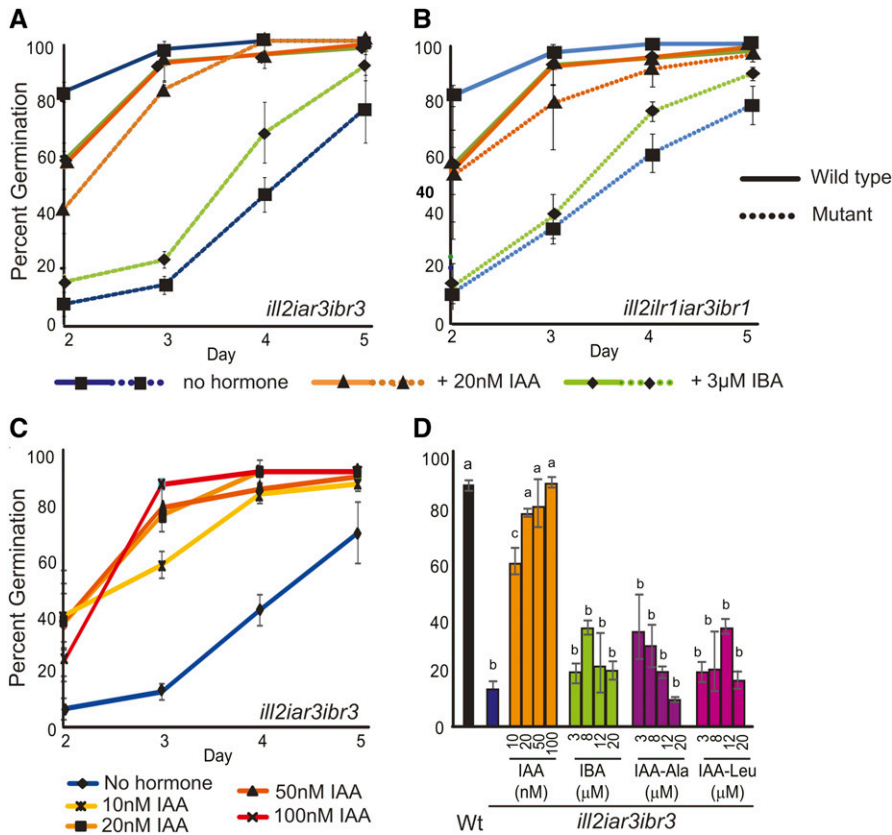 A
Percent Germination
100
80
60
40
20
0
2
3
4
5
Day
ill2iar3ibr3
B
100
80
60
40
40
20
0
2
3
4
5
Day
ill2ilr1iar3ibr1
Wild type
Mutant
no hormone
+ 20nM IAA
+ 3µM IBA
C
Percent Germination
100
80
60
40
20
0
2
3
4
5
Day
ill2iar3ibr3
No hormone
10nM IAA
20nM IAA
50nM IAA
100nM IAA
D
100
80
60
40
20
0
a
b
c
a
a
a
b
b
b
b
b
b
b
b
b
b
b
b
10 20 50 100
3 8 12 20
3 8 12 20
3 8 12 20
IAA
(nM)
IBA
(µM)
IAA-Ala
(µM)
IAA-Leu
(µM)
Wt
ill2iar3ibr3